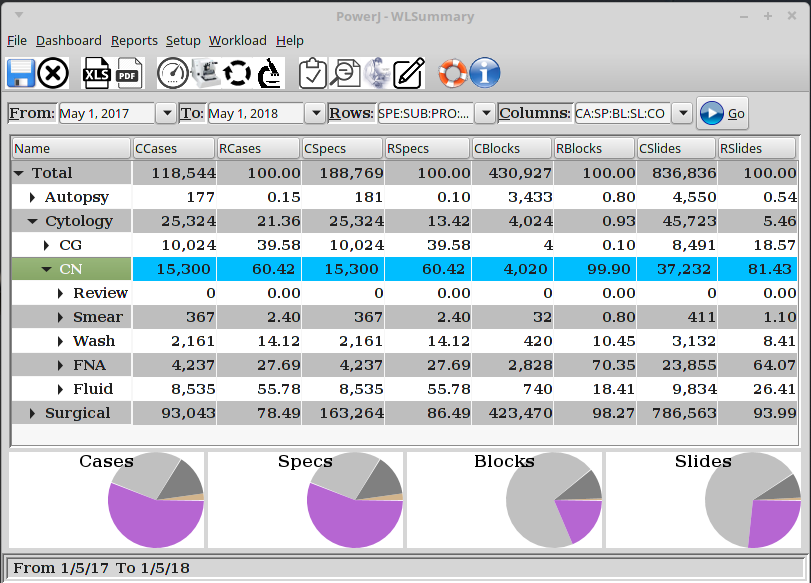 PowerJ - WLSummary
File Dashboard Reports Setup Workload Help
XLS PDF
From: May 1, 2017 To: May 1, 2018 Rows: SPE:SUB:PRO:... Columns: CA:SP:BL:SL:CO Go
Name CCases RCases CSpecs RSpecs CBlocks RBlocks CSlides RSlides
Total 118,544 100.00 188,769 100.00 430,927 100.00 836,836 100.00
Autopsy 177 0.15 181 0.10 3,433 0.80 4,550 0.54
Cytology 25,324 21.36 25,324 13.42 4,024 0.93 45,723 5.46
CG 10,024 39.58 10,024 39.58 4 0.10 8,491 18.57
CN 15,300 60.42 15,300 60.42 4,020 99.90 37,232 81.43
Review 0 0.00 0 0.00 0 0.00 0 0.00
Smear 367 2.40 367 2.40 32 0.80 411 1.10
Wash 2,161 14.12 2,161 14.12 420 10.45 3,132 8.41
FNA 4,237 27.69 4,237 27.69 2,828 70.35 23,855 64.07
Fluid 8,535 55.78 8,535 55.78 740 18.41 9,834 26.41
Surgical 93,043 78.49 163,264 86.49 423,470 98.27 786,563 93.99
Cases Specs Blocks Slides
From 1/5/17 To 1/5/18